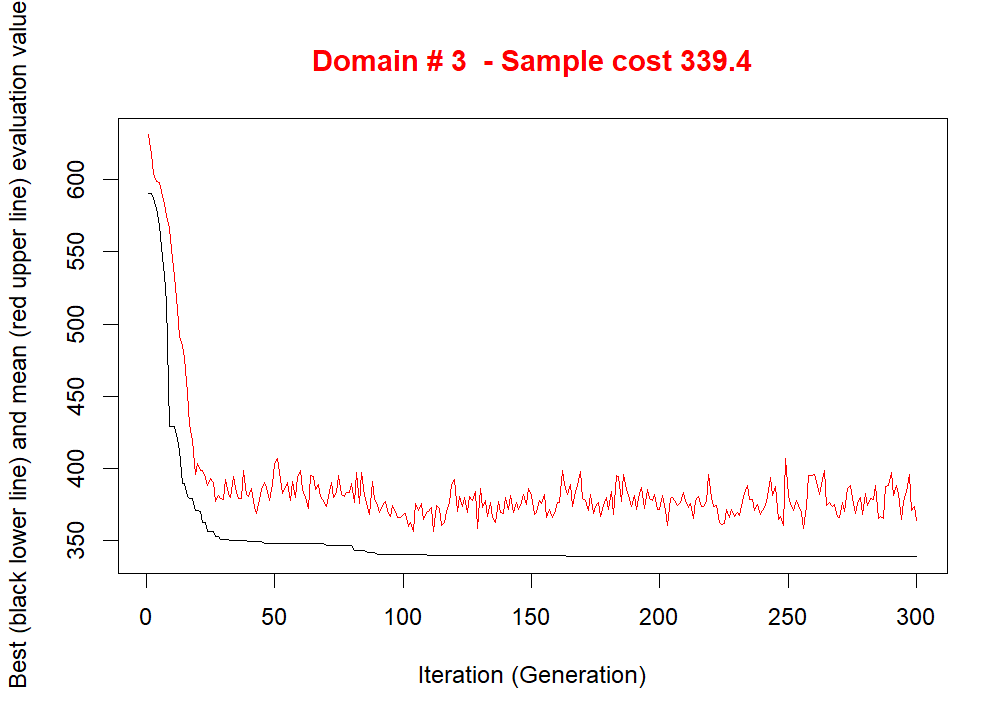 Domain # 3  - Sample cost 339.4
Best (black lower line) and mean (red upper line) evaluation value
600
550
500
450
400
350
0 50 100 150 200 250 300
Iteration (Generation)